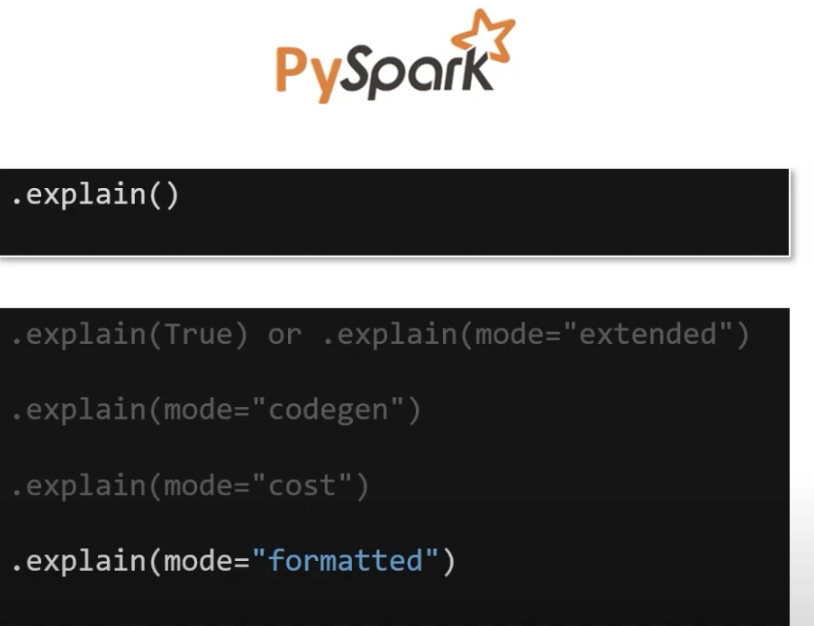 PySpark
.explain()
.explain(True) or .explain(mode="extended")
.explain(mode="codegen")
.explain(mode="cost")
.explain(mode="formatted")